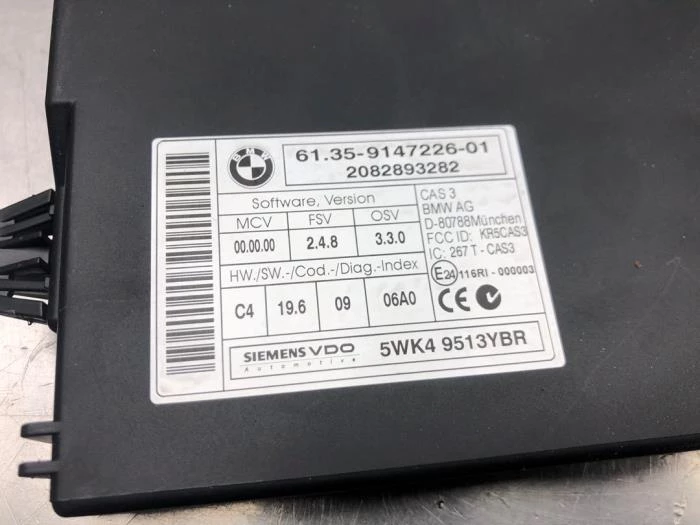 BMW
61.35-9147226-01
2082893282
Software, Version
MCV FSV OSV
00.00.00 2.4.8 3.3.0
HW./SW.-/Cod.-/Diag.-Index
C4 19.6 09 06A0
CAS 3
BMW AG
D-80788München
FCC ID: KR5CAS3
IC: 267 T - CAS3
E24 116RI - 000003
CE
SIEMENS VDO
Automotive
5WK4 9513YBR